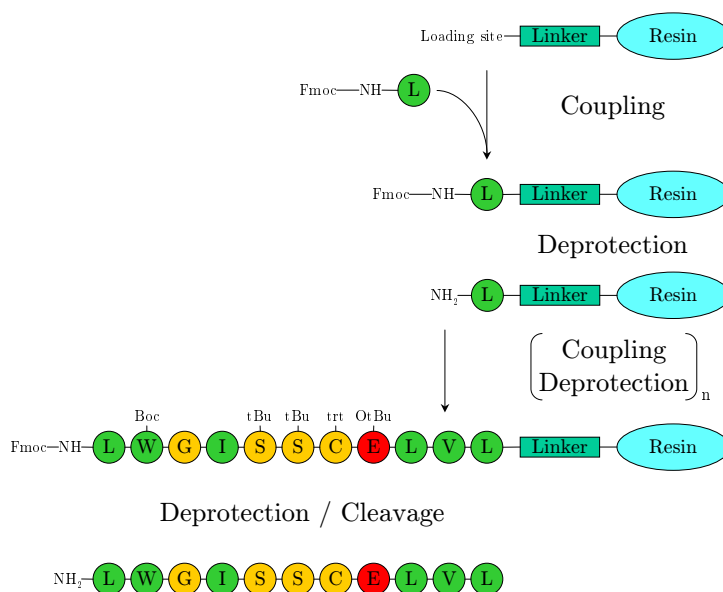 Loading site Linker Resin
Fmoc NH L
Coupling
Fmoc NH L Linker Resin
Deprotection
NH2 L Linker Resin
Coupling
Deprotection n
Boc tBu tBu trt OtBu
Fmoc NH L W G I S S C E L V L Linker Resin
Deprotection / Cleavage
NH2 L W G I S S C E L V L